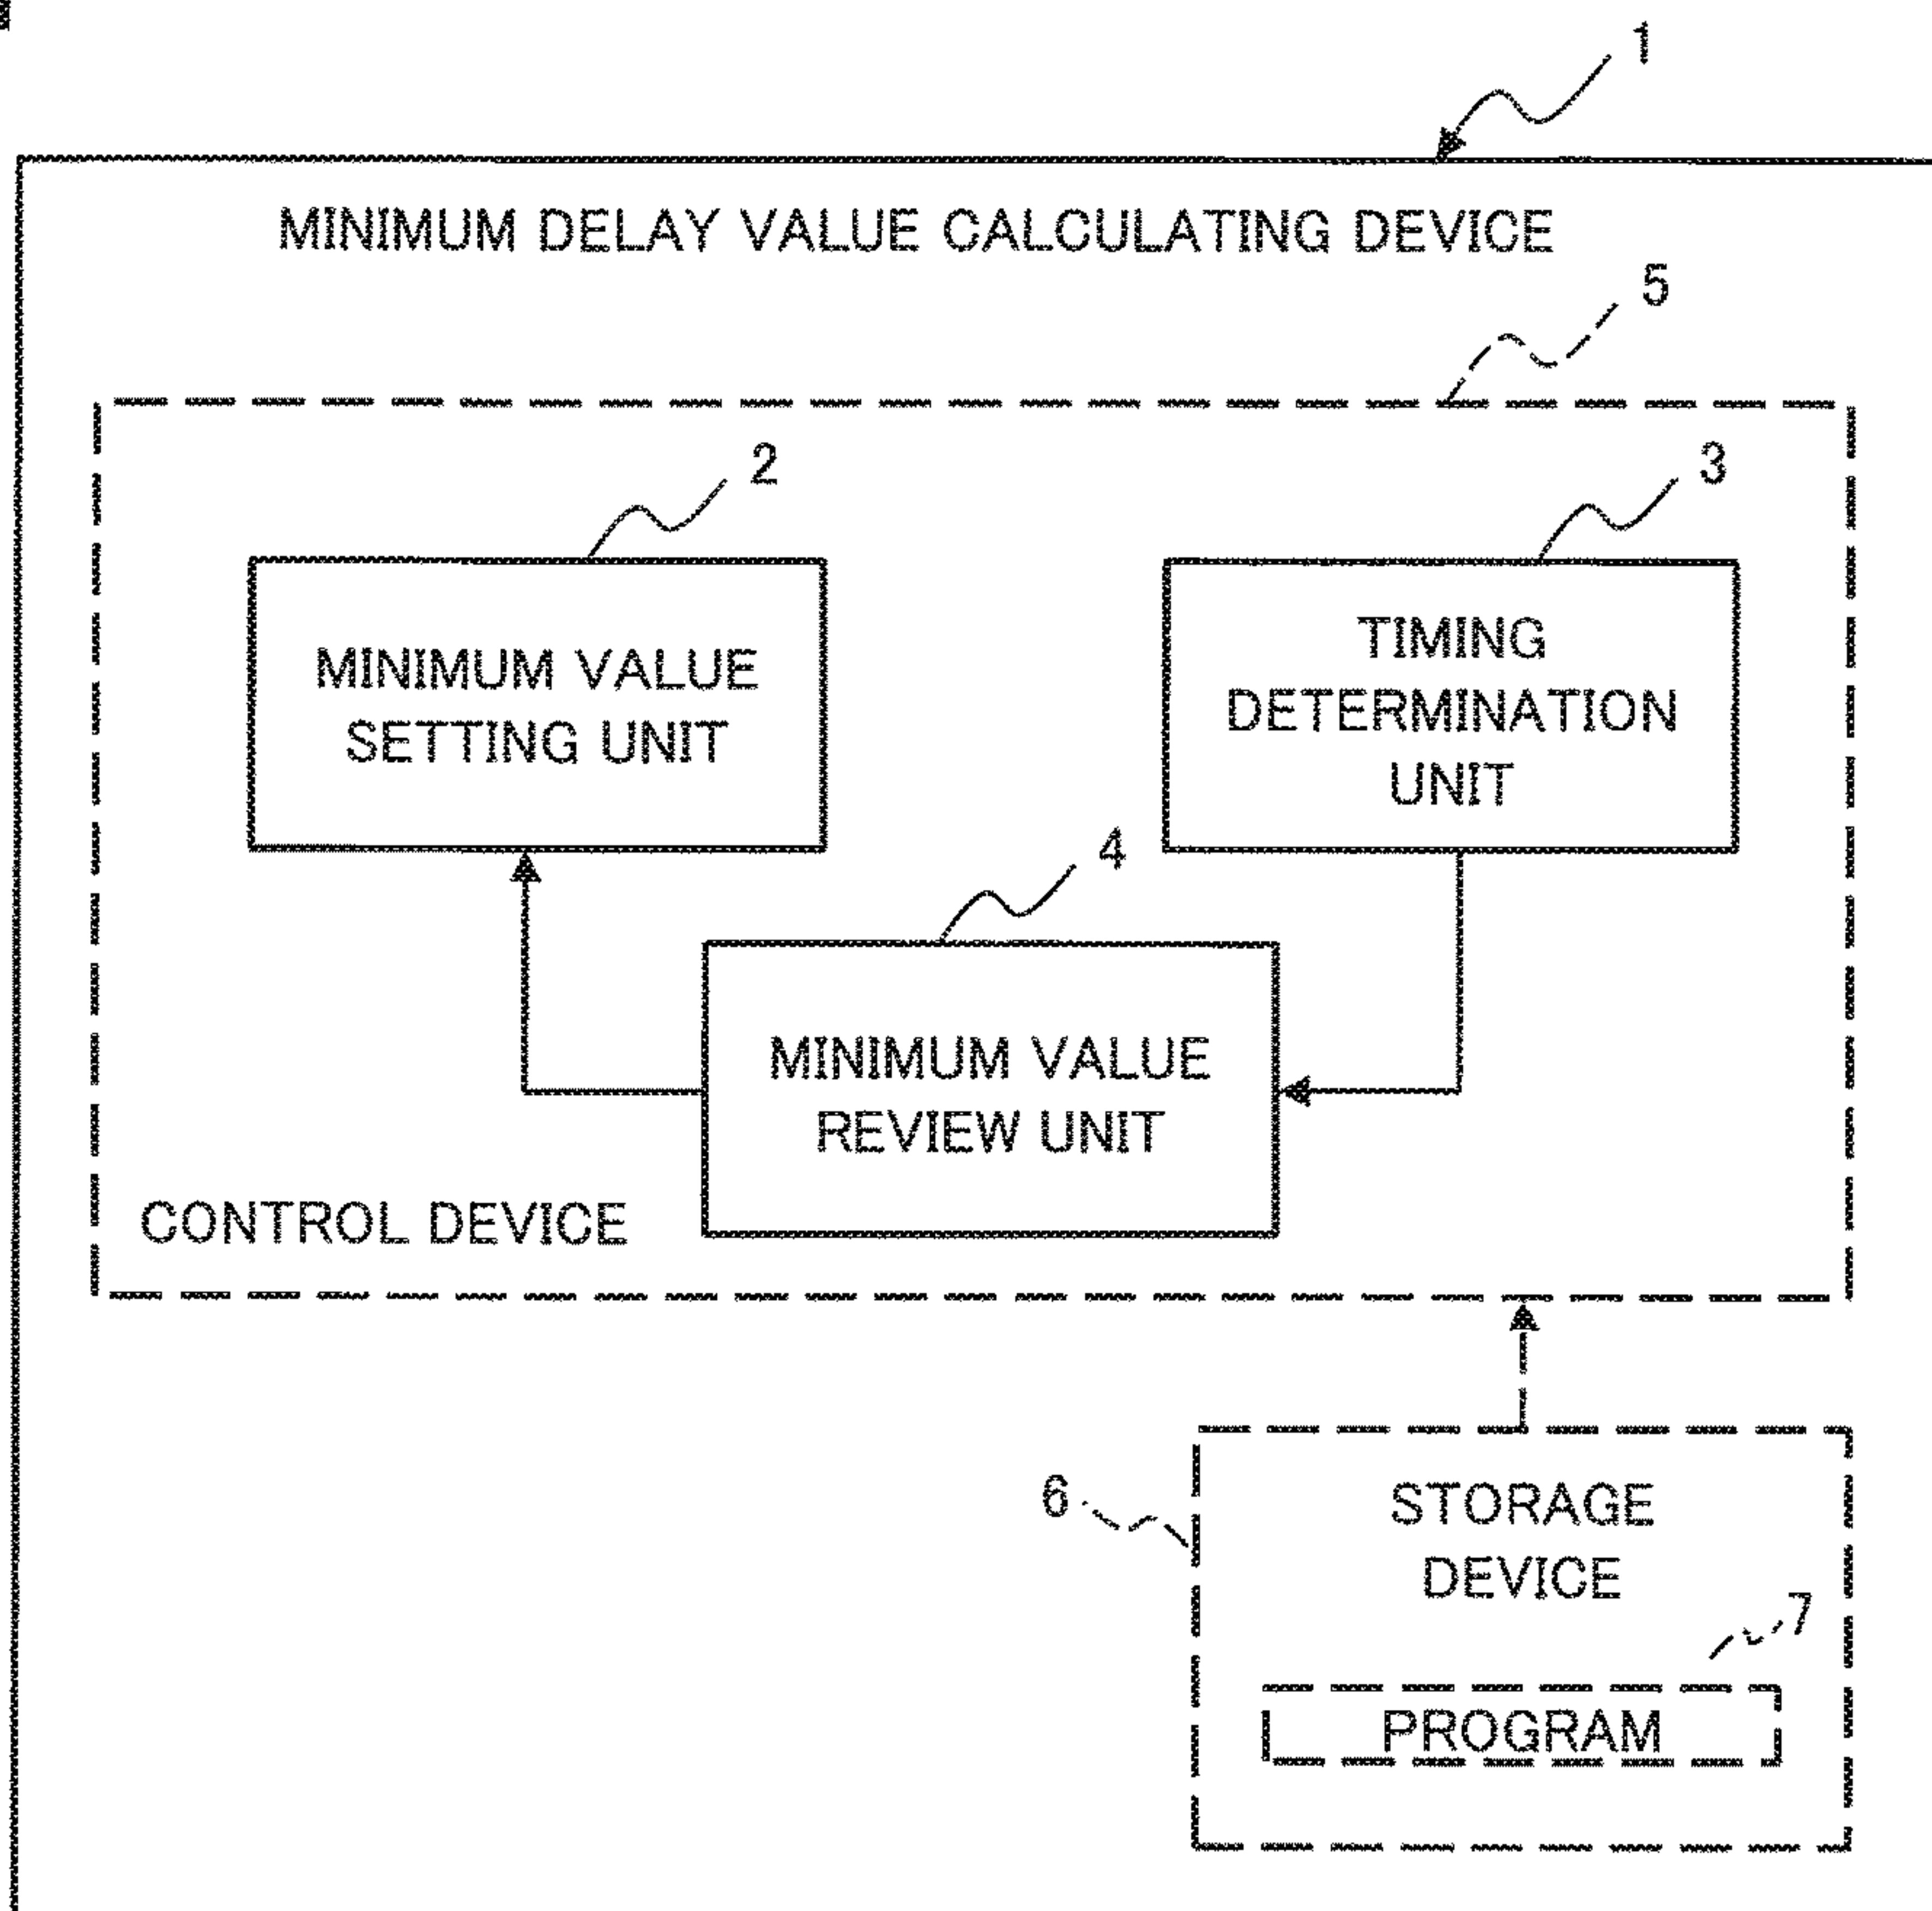 1
MINIMUM DELAY VALUE CALCULATING DEVICE
5
2
3
MINIMUM VALUE
SETTING UNIT
TIMING
DETERMINATION
UNIT
4
MINIMUM VALUE
REVIEW UNIT
CONTROL DEVICE
6
STORAGE
DEVICE
7
PROGRAM